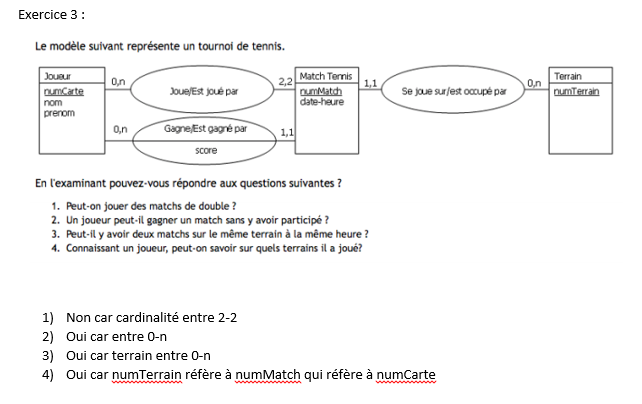 Exercice 3 :
Le modèle suivant représente un tournoi de tennis.
Joueur
numCarte
nom
prenom
0,n
Joue/Est joué par
2,2
Match Tennis
numMatch
date-heure
1,1
Se joue sur/est occupé par
0,n
Terrain
numTerrain
0,n
Gagne/Est gagné par
score
1,1
En l'examinant pouvez-vous répondre aux questions suivantes ?
1. Peut-on jouer des matchs de double ?
2. Un joueur peut-il gagner un match sans y avoir participé ?
3. Peut-il y avoir deux matchs sur le même terrain à la même heure ?
4. Connaissant un joueur, peut-on savoir sur quels terrains il a joué?
1) Non car cardinalité entre 2-2
2) Oui car entre 0-n
3) Oui car terrain entre 0-n
4) Oui car numTerrain réfère à numMatch qui réfère à numCarte